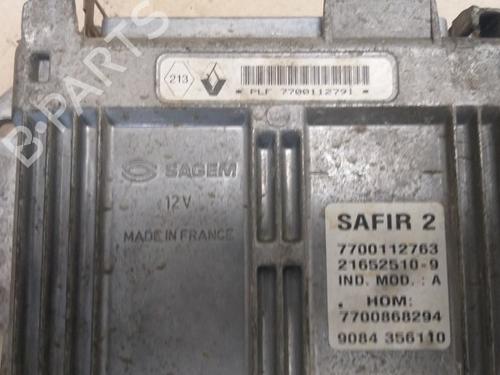 213
* PLF 7700112791 *
SAGEM
12V
MADE IN FRANCE
SAFIR 2
7700112763
21652510-9
IND. MOD. : A
. HOM:
7700868294
9084 356110
B-PARTS